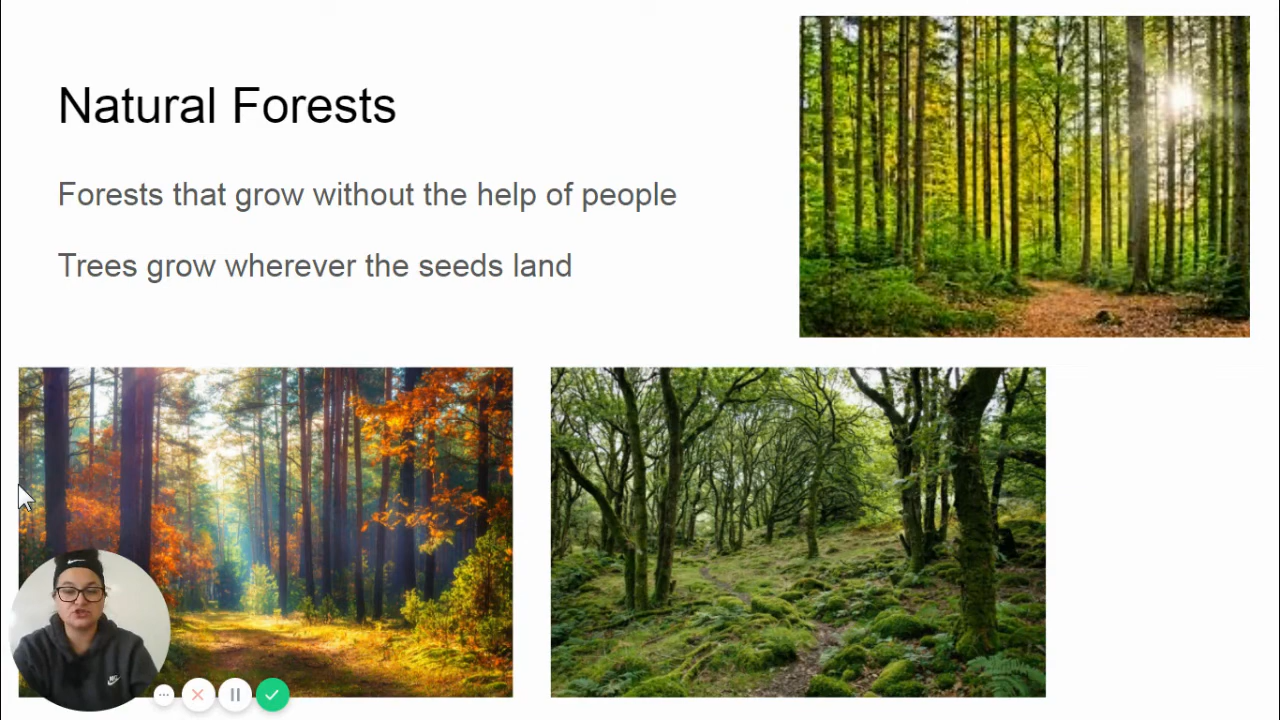 Natural Forests
Forests that grow without the help of people
Trees grow wherever the seeds land